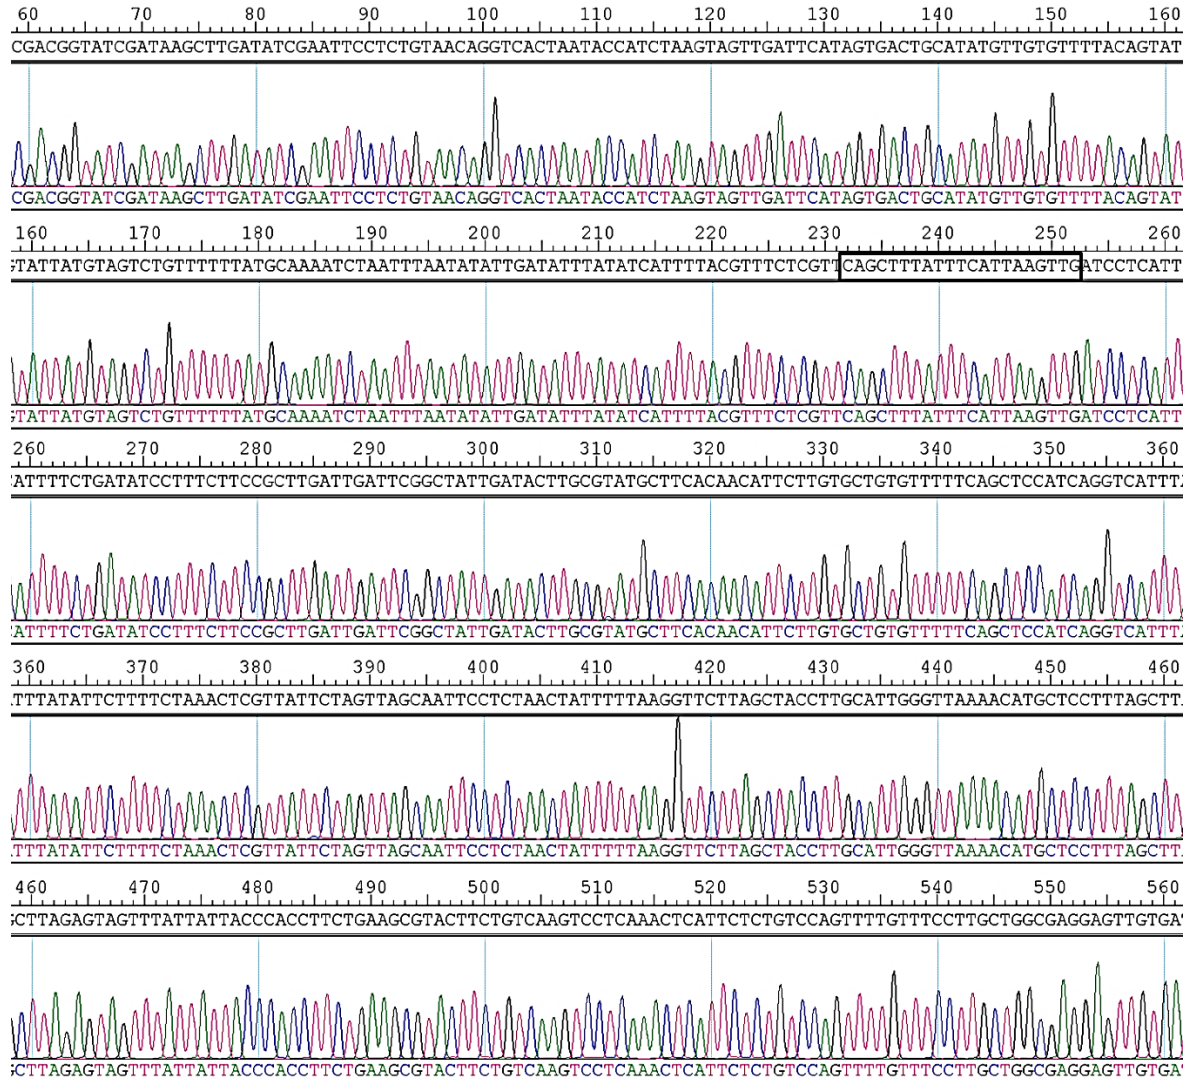 60 70 80 90 100 110 120 130 140 150 160
CGACGGTATCGATAAGCTTGATATCGAATTCCTCTGTAACAGGTCACTAATACCATCTAAGTAGTTGATTCATAGTGACTGCATATGTTGTGTTTTACAGTAT
CGACGGTATCGATAAGCTTGATATCGAATTCCTCTGTAACAGGTCACTAATACCATCTAAGTAGTTGATTCATAGTGACTGCATATGTTGTGTTTTACAGTAT
160 170 180 190 200 210 220 230 240 250 260
GTATTATGTAGTCTGTTTTTTATGCAAAATCTAATTTAATATATTGATATTTATATCATTTTACGTTTCTCGTTCAGCTTTATTTCATTAAGTTGATCCTCATT
GTATTATGTAGTCTGTTTTTTATGCAAAATCTAATTTAATATATTGATATTTATATCATTTTACGTTTCTCGTTCAGCTTTATTTCATTAAGTTGATCCTCATT
260 270 280 290 300 310 320 330 340 350 360
ATTTTCTGATATCCTTTCTTCCGCTTGATTGATTCGGCTATTGATACTTGCGTATGCTTCACAACATTCTTGTGCTGTGTTTTTCAGCTCCATCAGGTCATTTA
ATTTTCTGATATCCTTTCTTCCGCTTGATTGATTCGGCTATTGATACTTGCGTATGCTTCACAACATTCTTGTGCTGTGTTTTTCAGCTCCATCAGGTCATTTA
360 370 380 390 400 410 420 430 440 450 460
TTTATATTCTTTTCTAAACTCGTTATTCTAGTTAGCAATTCCTCTAACTATTTTTAAGGTTCTTAGCTACCTTGCATTGGGTTAAAACATGCTCCTTTAGCTT
TTTATATTCTTTTCTAAACTCGTTATTCTAGTTAGCAATTCCTCTAACTATTTTTAAGGTTCTTAGCTACCTTGCATTGGGTTAAAACATGCTCCTTTAGCTT
460 470 480 490 500 510 520 530 540 550 560
GCTTAGAGTAGTTTATTATTACCCACCTTCTGAAGCGTACTTCTGTCAAGTCCTCAAACTCATTCTCTGTCCAGTTTTGTTTCCTTGCTGGCGAGGAGTTGTGA
GCTTAGAGTAGTTTATTATTACCCACCTTCTGAAGCGTACTTCTGTCAAGTCCTCAAACTCATTCTCTGTCCAGTTTTGTTTCCTTGCTGGCGAGGAGTTGTGA